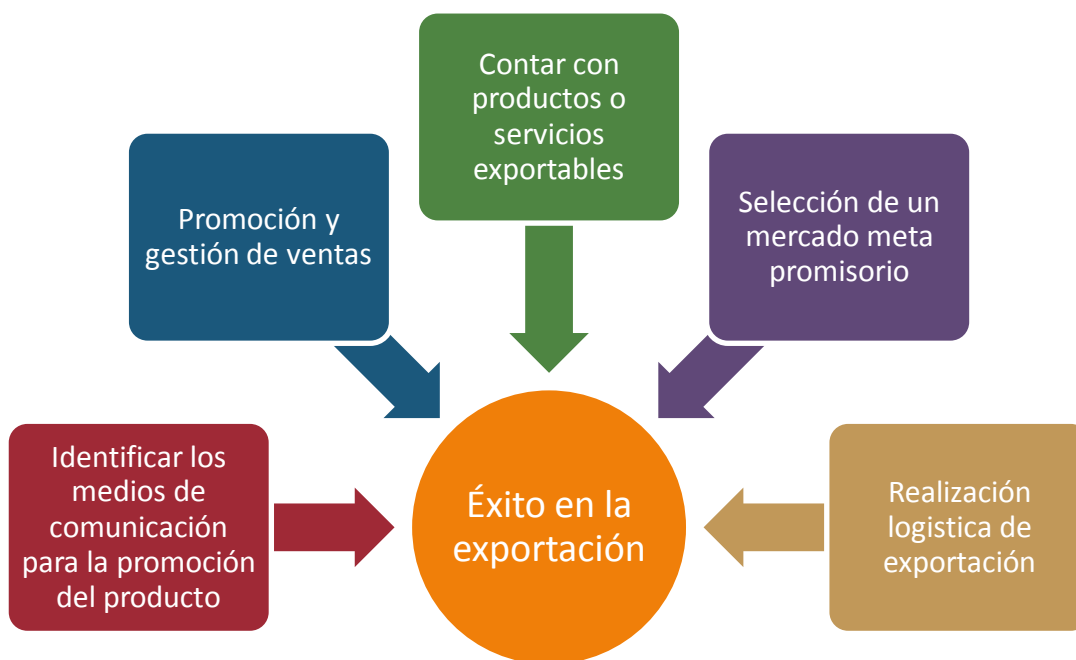 Contar con
productos o
servicios
exportables
Promoción y
gestión de ventas
Selección de un
mercado meta
promisorio
Identificar los
medios de
comunicación
para la promoción
del producto
Éxito en la
exportación
Realización
logistica de
exportación